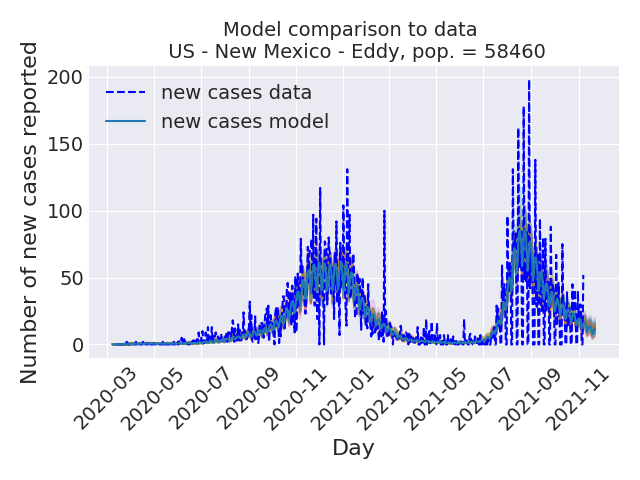 Model comparison to data
US - New Mexico - Eddy, pop. = 58460
Number of new cases reported
200
150
100
50
0
new cases data
new cases model
2020-03
2020-05
2020-07
2020-09
2020-11
2021-01
2021-03
2021-05
2021-07
2021-09
2021-11
Day